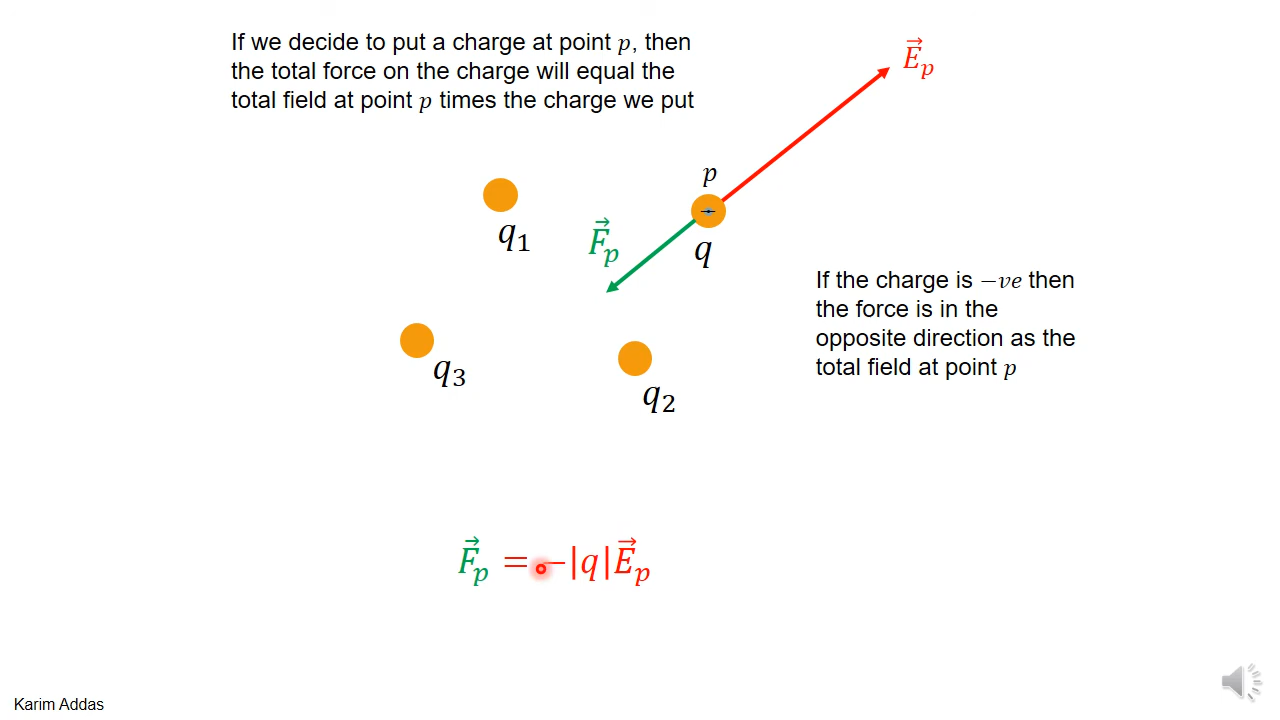 If we decide to put a charge at point p, then
the total force on the charge will equal the
total field at point p times the charge we put
E⃗ₚ
p
q₁
F⃗ₚ
q
If the charge is −ve then
the force is in the
opposite direction as the
total field at point p
q₃
q₂
F⃗ₚ = −|q|E⃗ₚ
Karim Addas